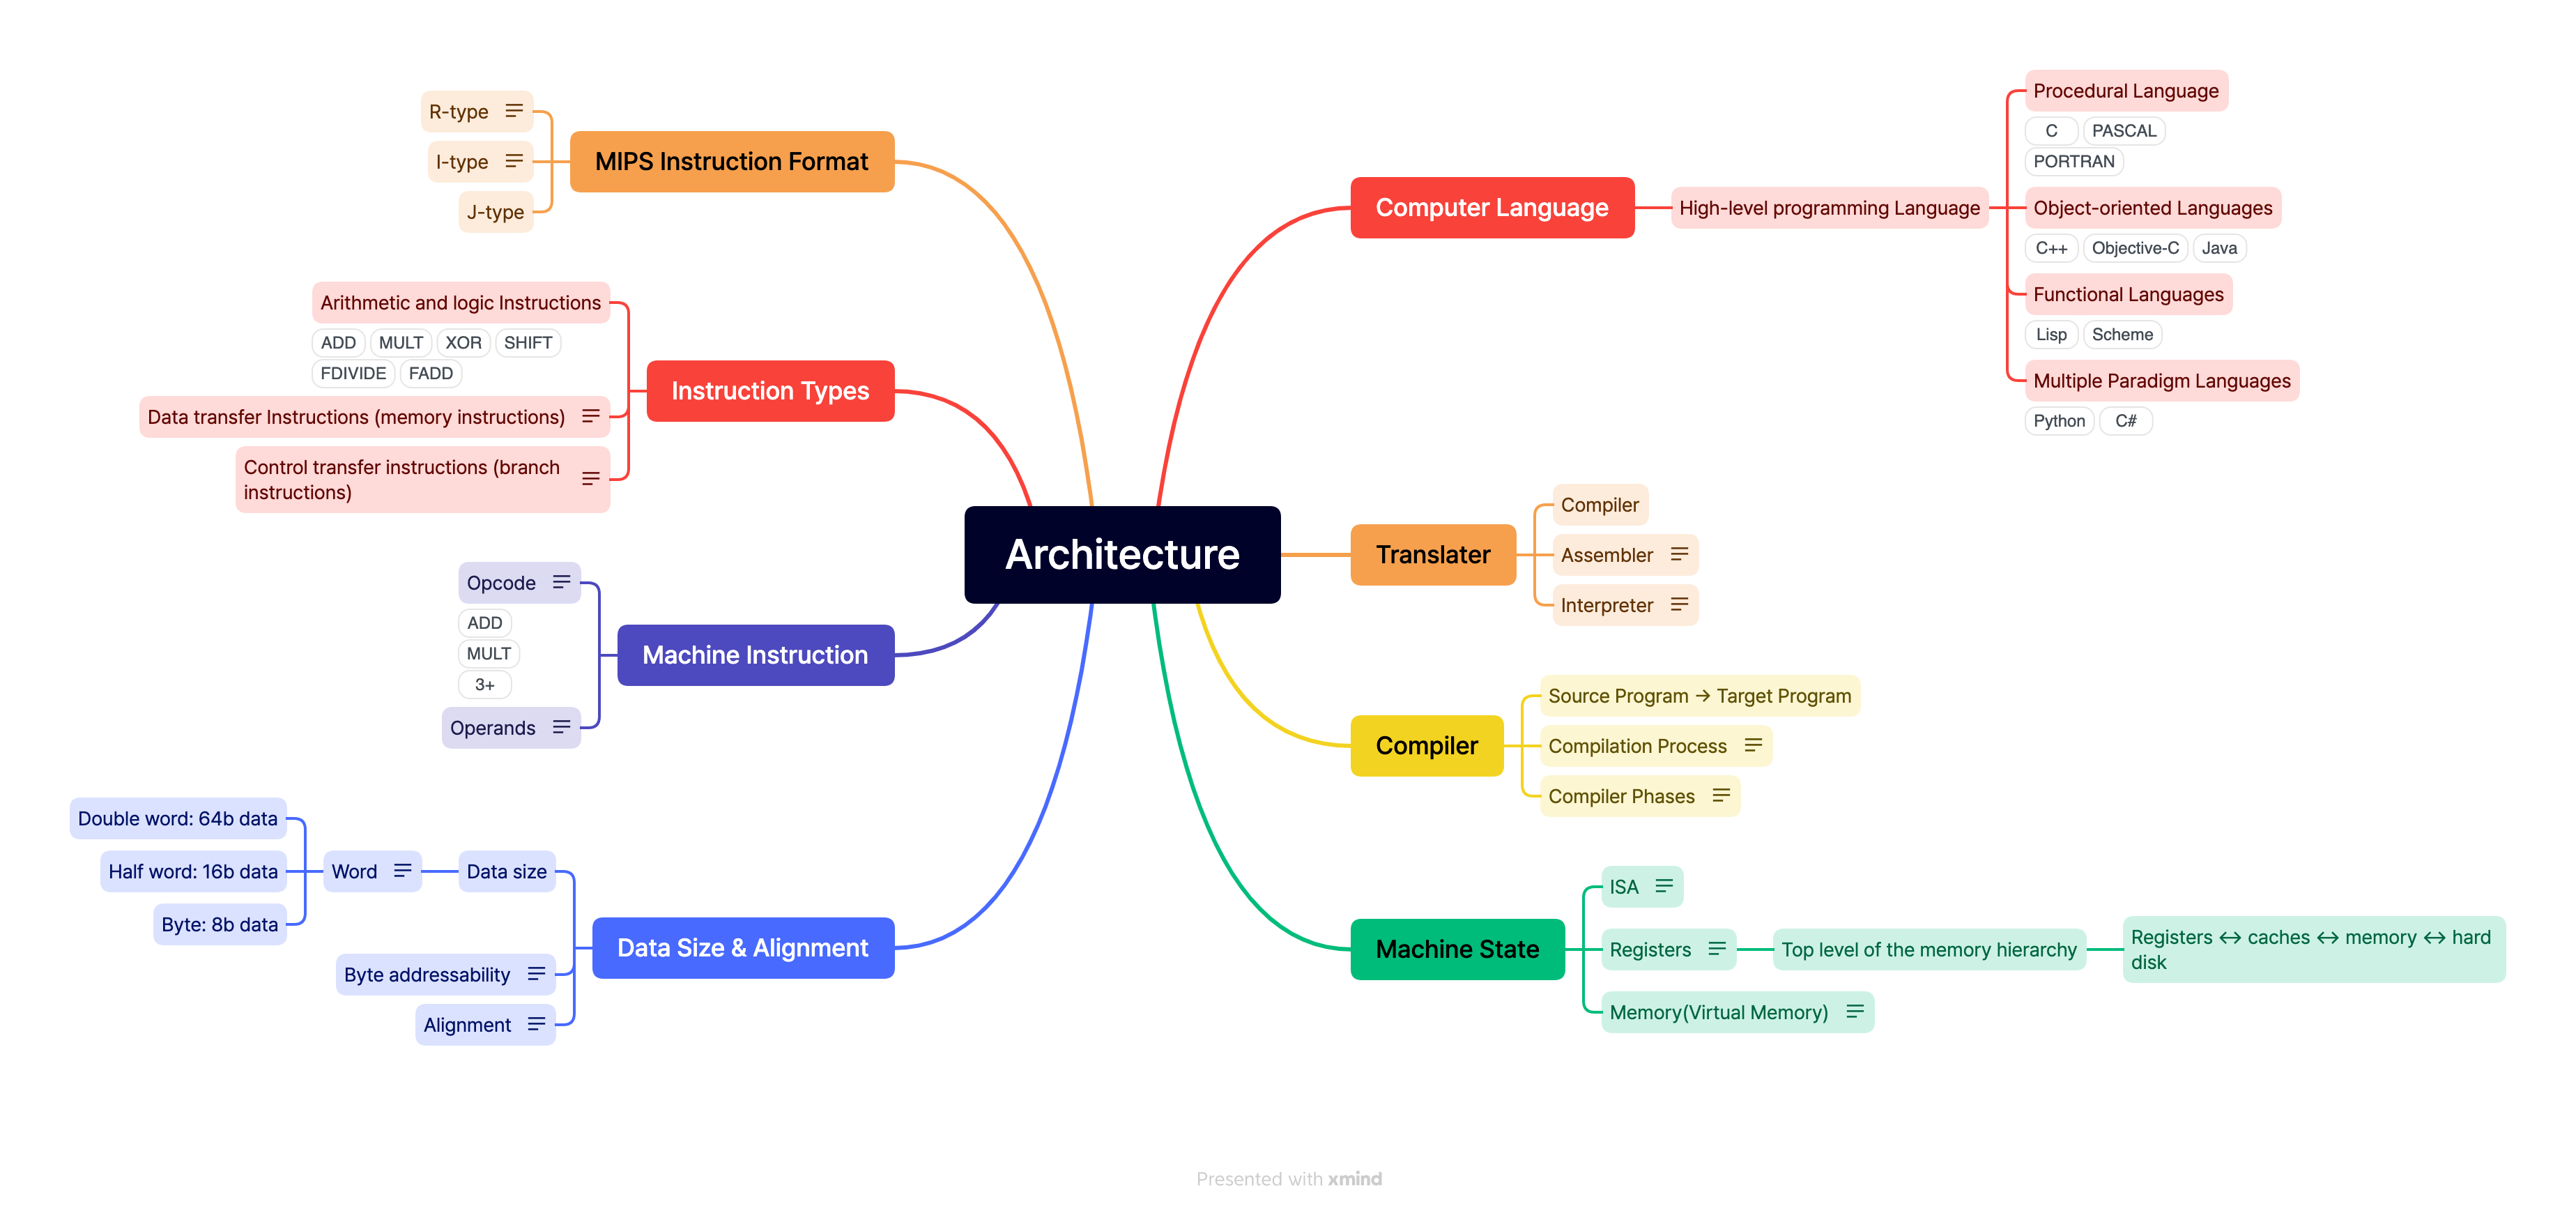 R-type
I-type
J-type
MIPS Instruction Format
Arithmetic and logic Instructions
ADD MULT XOR SHIFT
FDIVIDE FADD
Data transfer Instructions (memory instructions)
Control transfer instructions (branch
instructions)
Instruction Types
Opcode
ADD
MULT
3+
Operands
Machine Instruction
Double word: 64b data
Half word: 16b data
Byte: 8b data
Word
Data size
Byte addressability
Alignment
Data Size & Alignment
Architecture
Computer Language
High-level programming Language
Procedural Language
C PASCAL
PORTRAN
Object-oriented Languages
C++ Objective-C Java
Functional Languages
Lisp Scheme
Multiple Paradigm Languages
Python C#
Translater
Compiler
Assembler
Interpreter
Compiler
Source Program → Target Program
Compilation Process
Compiler Phases
Machine State
ISA
Registers
Top level of the memory hierarchy
Registers ↔ caches ↔ memory ↔ hard
disk
Memory(Virtual Memory)
Presented with xmind